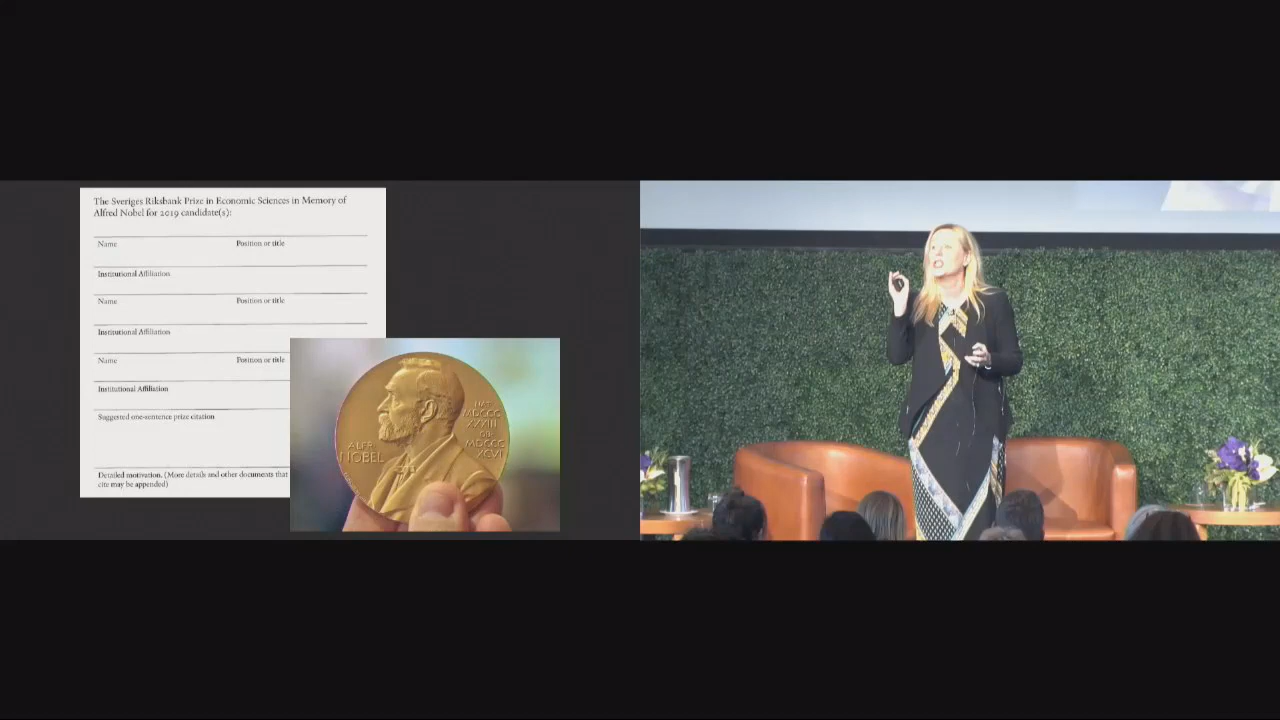 The Sveriges Riksbank Prize in Economic Sciences in Memory of
Alfred Nobel for 2019 candidate(s):
Name Position or title
Institutional Affiliation
Name Position or title
Institutional Affiliation
Name Position or title
Institutional Affiliation
Suggested one-sentence prize citation
Detailed motivation. (More details and other documents that
cite may be appended)
ALFR
NOBEL
NAT
MDCCC
XXXIII
OB
MDCCC
XCVI